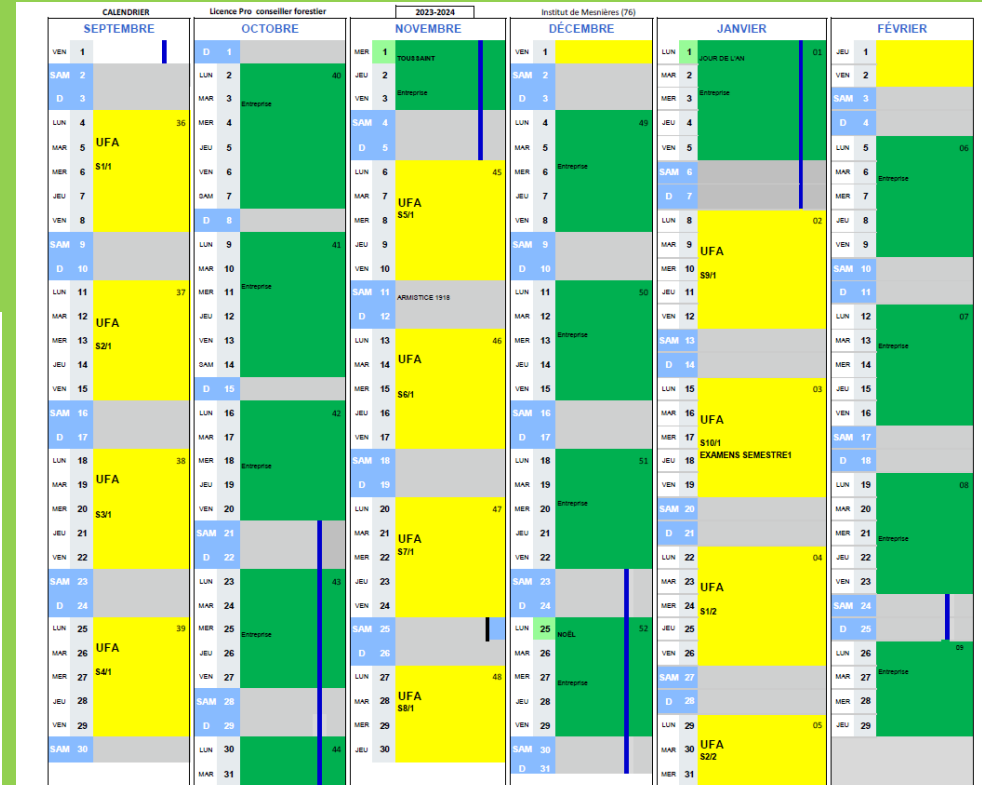 CALENDRIER
Licence Pro conseiller forestier
2023-2024
Institut de Mesnières (76)
SEPTEMBRE
VEN 1
SAM 2
D 3
LUN 4 36
MAR 5 UFA
MER 6 S1/1
JEU 7
VEN 8
SAM 9
D 10
LUN 11 37
MAR 12 UFA
MER 13 S2/1
JEU 14
VEN 15
SAM 16
D 17
LUN 18 38
MAR 19 UFA
MER 20 S3/1
JEU 21
VEN 22
SAM 23
D 24
LUN 25 39
MAR 26 UFA
MER 27 S4/1
JEU 28
VEN 29
SAM 30
OCTOBRE
D 1
LUN 2 40
MAR 3 Entreprise
MER 4
JEU 5
VEN 6
SAM 7
D 8
LUN 9 41
MAR 10
MER 11 Entreprise
JEU 12
VEN 13
SAM 14
D 15
LUN 16 42
MAR 17
MER 18 Entreprise
JEU 19
VEN 20
SAM 21
D 22
LUN 23 43
MAR 24
MER 25 Entreprise
JEU 26
VEN 27
SAM 28
D 29
LUN 30 44
MAR 31
NOVEMBRE
MER 1 TOUSSAINT
JEU 2
VEN 3 Entreprise
SAM 4
D 5
LUN 6 45
MAR 7 UFA
MER 8 S5/1
JEU 9
VEN 10
SAM 11 ARMISTICE 1918
D 12
LUN 13 46
MAR 14 UFA
MER 15 S6/1
JEU 16
VEN 17
SAM 18
D 19
LUN 20 47
MAR 21 UFA
MER 22 S7/1
JEU 23
VEN 24
SAM 25
D 26
LUN 27 48
MAR 28 UFA
S8/1
MER 29
JEU 30
DÉCEMBRE
VEN 1
SAM 2
D 3
LUN 4 49
MAR 5
MER 6 Entreprise
JEU 7
VEN 8
SAM 9
D 10
LUN 11 50
MAR 12
MER 13 Entreprise
JEU 14
VEN 15
SAM 16
D 17
LUN 18 51
MAR 19
MER 20 Entreprise
JEU 21
VEN 22
SAM 23
D 24
LUN 25 NOËL 52
MAR 26
MER 27 Entreprise
JEU 28
VEN 29
SAM 30
D 31
JANVIER
LUN 1 JOUR DE L'AN 01
MAR 2
MER 3 Entreprise
JEU 4
VEN 5
SAM 6
D 7
LUN 8 02
MAR 9 UFA
MER 10 S9/1
JEU 11
VEN 12
SAM 13
D 14
LUN 15 03
MAR 16 UFA
MER 17 S10/1
JEU 18 EXAMENS SEMESTRE1
VEN 19
SAM 20
D 21
LUN 22 04
MAR 23 UFA
MER 24 S1/2
JEU 25
VEN 26
SAM 27
D 28
LUN 29 05
MAR 30 UFA
S2/2
MER 31
FÉVRIER
JEU 1
VEN 2
SAM 3
D 4
LUN 5 06
MAR 6 Entreprise
MER 7
JEU 8
VEN 9
SAM 10
D 11
LUN 12 07
MAR 13 Entreprise
MER 14
JEU 15
VEN 16
SAM 17
D 18
LUN 19 08
MAR 20
MER 21 Entreprise
JEU 22
VEN 23
SAM 24
D 25
LUN 26 09
MAR 27 Entreprise
MER 28
JEU 29